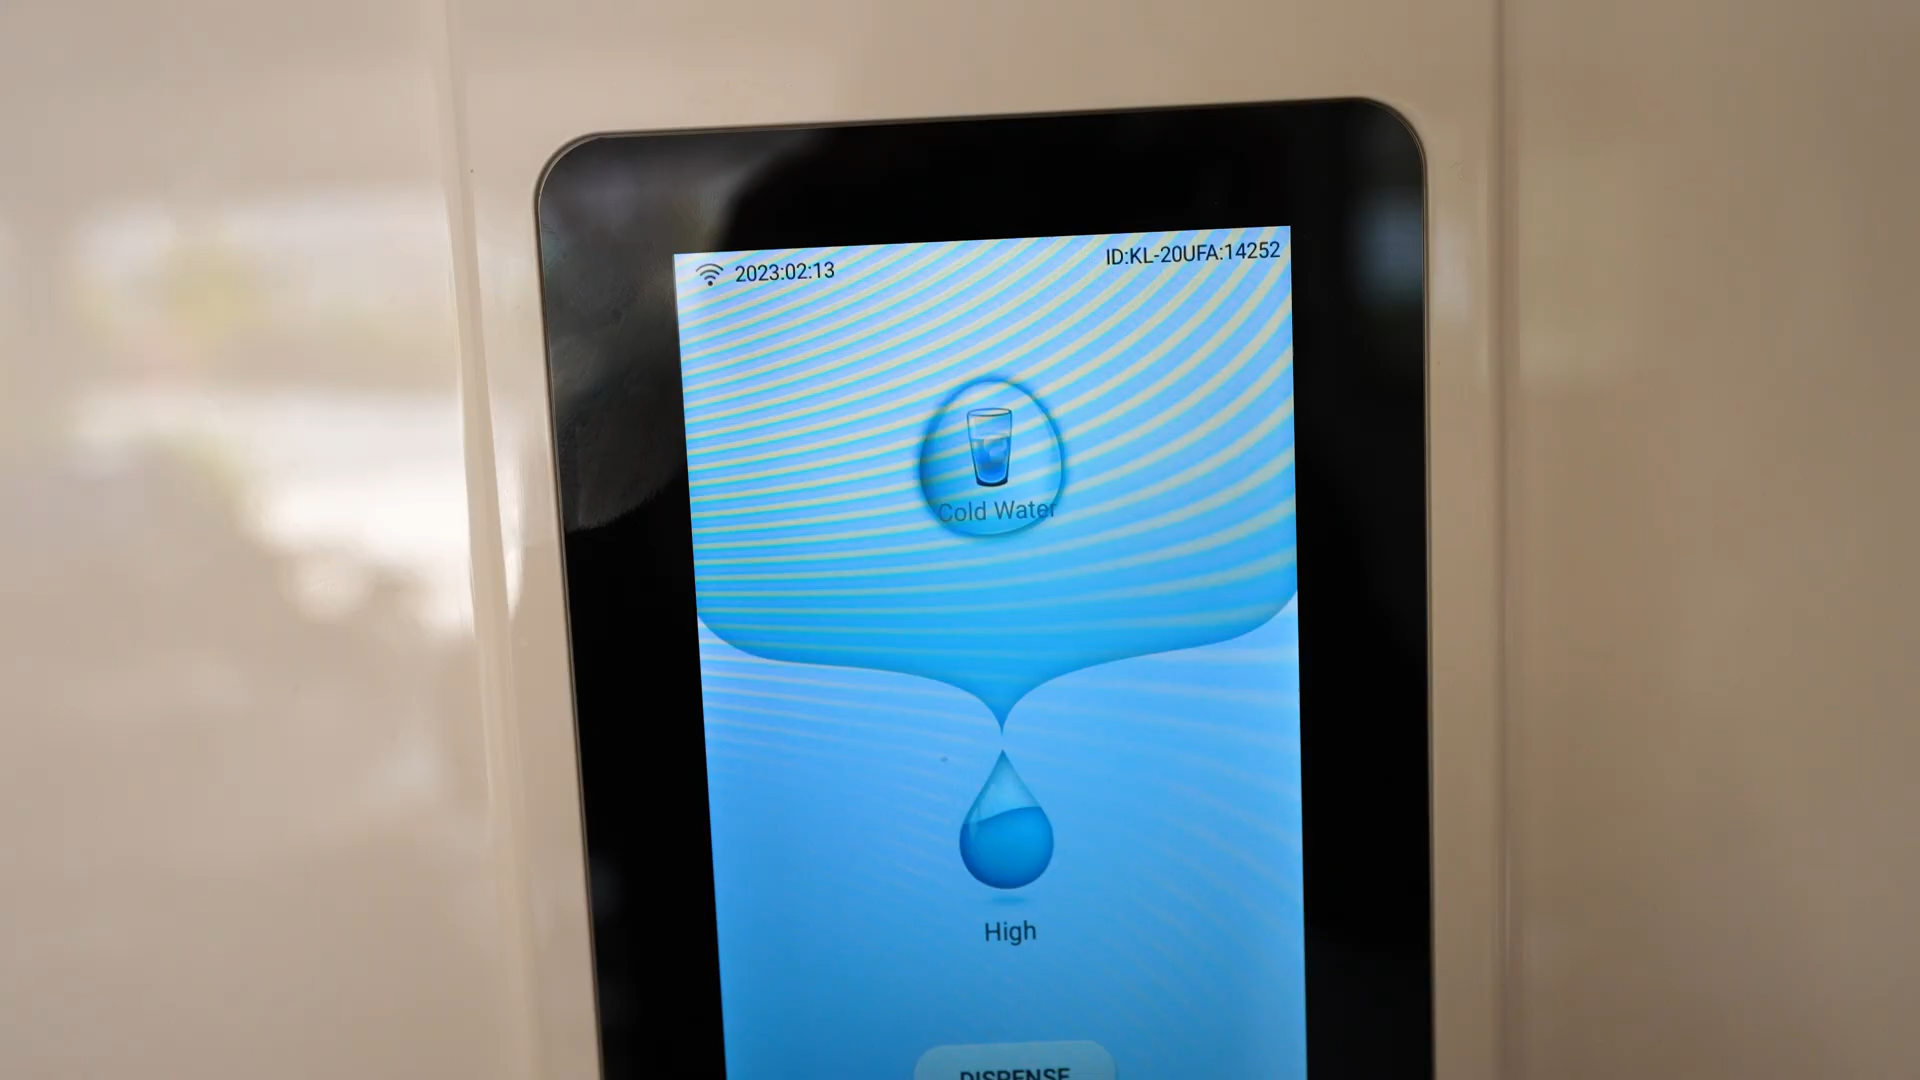 2023:02:13
ID:KL-20UFA:14252
Cold Water
High
DISPENSE